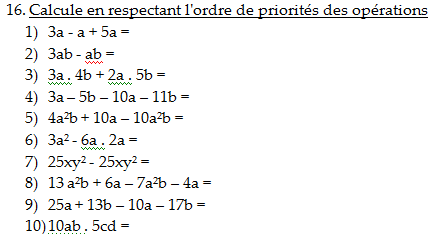 16. Calcule en respectant l'ordre de priorités des opérations
1) 3a - a + 5a =
2) 3ab - ab =
3) 3a . 4b + 2a . 5b =
4) 3a – 5b – 10a – 11b =
5) 4a²b + 10a – 10a²b =
6) 3a² - 6a . 2a =
7) 25xy² - 25xy² =
8) 13 a²b + 6a – 7a²b – 4a =
9) 25a + 13b – 10a – 17b =
10) 10ab . 5cd =